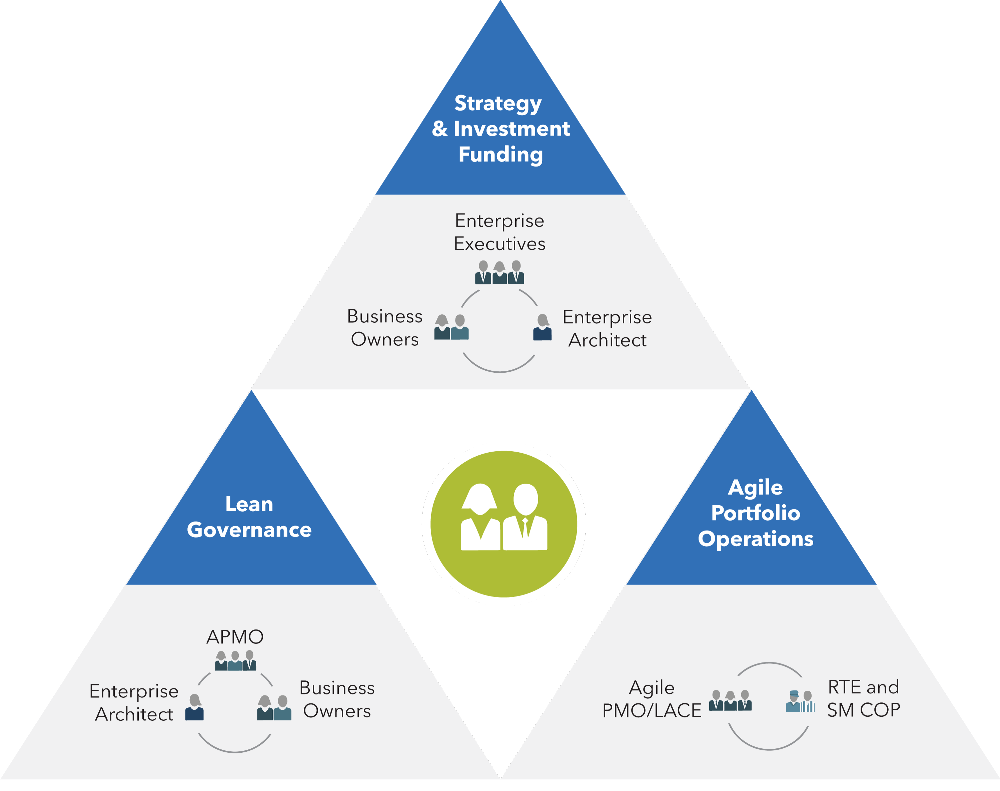 Strategy
& Investment
Funding
Enterprise
Executives
Business
Owners
Enterprise
Architect
Lean
Governance
APMO
Enterprise
Architect
Business
Owners
Agile
Portfolio
Operations
Agile
PMO/LACE
RTE and
SM COP